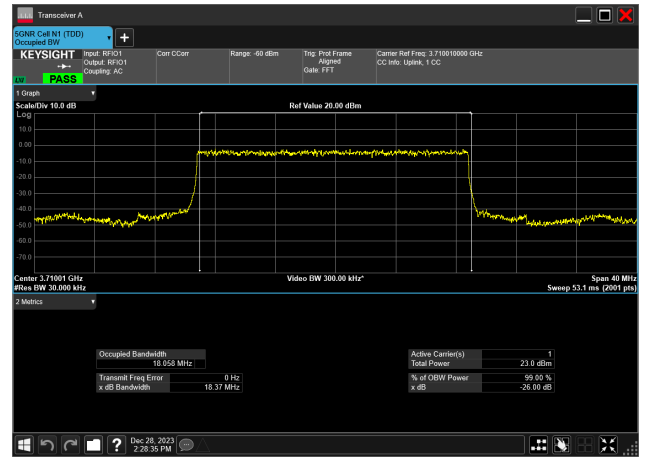 Transceiver A
5GNR Cell N1 (TDD)
Occupied BW
+
KEYSIGHT
Input: RFIO1
Output: RFIO1
Coupling: AC
Corr CCorr
Range: -60 dBm
Trig: Prot Frame
Aligned
Gate: FFT
Carrier Ref Freq: 3.710010000 GHz
CC Info: Uplink, 1 CC
LXI
PASS
1 Graph
Scale/Div 10.0 dB
Ref Value 20.00 dBm
Log
10.0
0.00
-10.0
-20.0
-30.0
-40.0
-50.0
-60.0
-70.0
Center 3.71001 GHz
Video BW 300.00 kHz*
Span 40 MHz
#Res BW 30.000 kHz
Sweep 53.1 ms (2001 pts)
2 Metrics
Occupied Bandwidth
18.058 MHz
Active Carrier(s) 1
Total Power 23.0 dBm
Transmit Freq Error 0 Hz
x dB Bandwidth 18.37 MHz
% of OBW Power 99.00 %
x dB -26.00 dB
?
Dec 28, 2023
2:28:35 PM